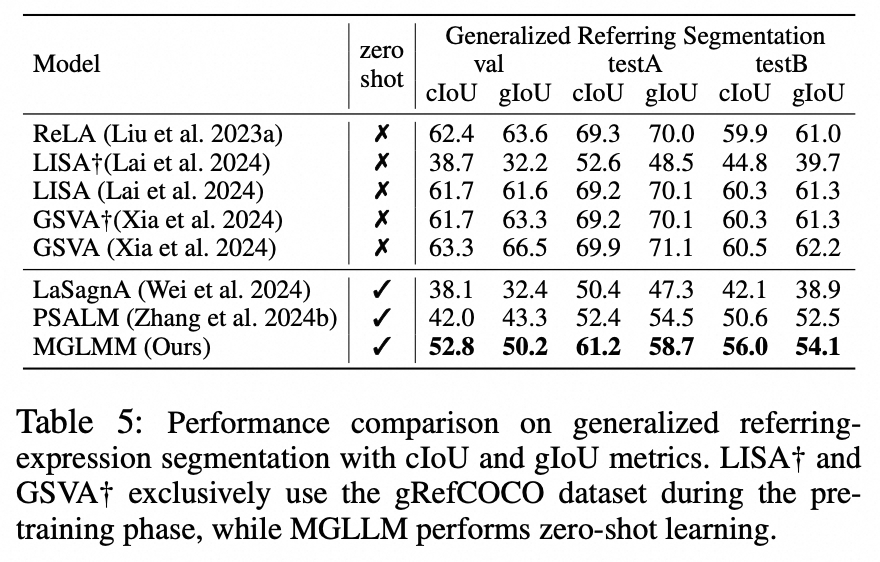 Model zero shot Generalized Referring Segmentation
val testA testB
cIoU gIoU cIoU gIoU cIoU gIoU
ReLA (Liu et al. 2023a) ✗ 62.4 63.6 69.3 70.0 59.9 61.0
LISA†(Lai et al. 2024) ✗ 38.7 32.2 52.6 48.5 44.8 39.7
LISA (Lai et al. 2024) ✗ 61.7 61.6 69.2 70.1 60.3 61.3
GSVA†(Xia et al. 2024) ✗ 61.7 63.3 69.2 70.1 60.3 61.3
GSVA (Xia et al. 2024) ✗ 63.3 66.5 69.9 71.1 60.5 62.2
LaSagnA (Wei et al. 2024) ✓ 38.1 32.4 50.4 47.3 42.1 38.9
PSALM (Zhang et al. 2024b) ✓ 42.0 43.3 52.4 54.5 50.6 52.5
MGLMM (Ours) ✓ 52.8 50.2 61.2 58.7 56.0 54.1
Table 5: Performance comparison on generalized referring-
expression segmentation with cIoU and gIoU metrics. LISA† and
GSVA† exclusively use the gRefCOCO dataset during the pre-
training phase, while MGLLM performs zero-shot learning.